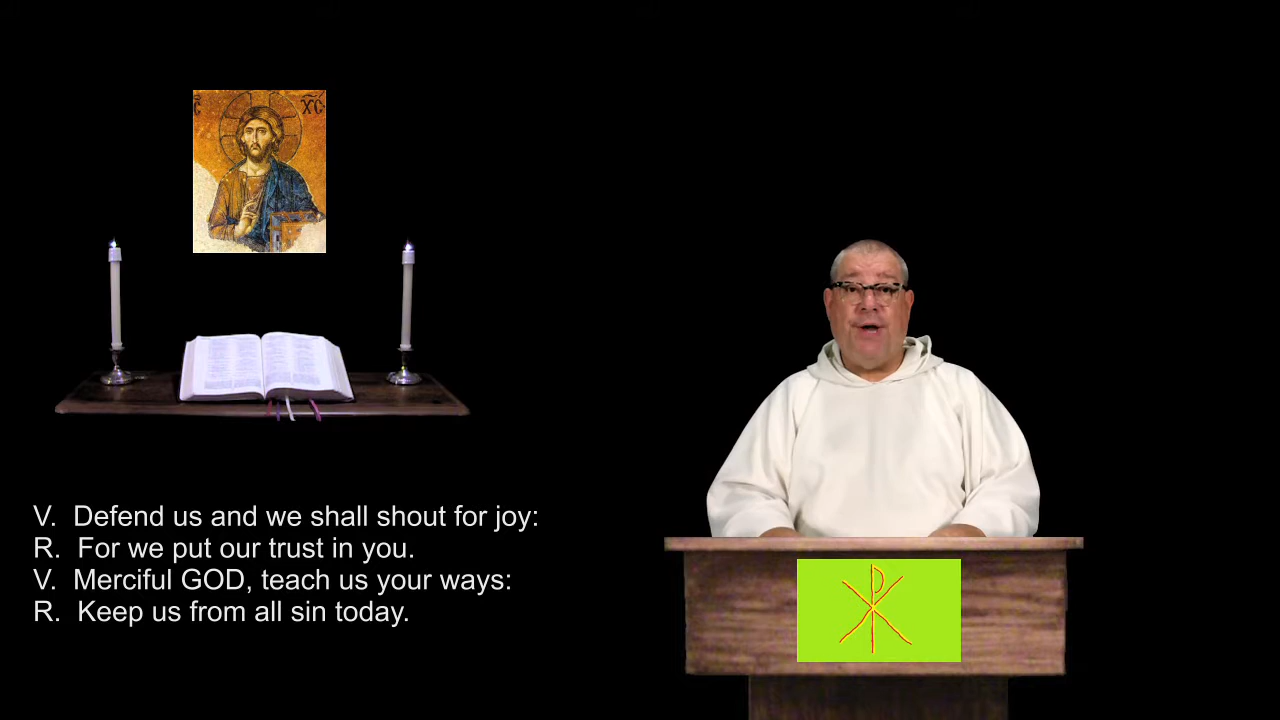 XC
V. Defend us and we shall shout for joy:
R. For we put our trust in you.
V. Merciful GOD, teach us your ways:
R. Keep us from all sin today.